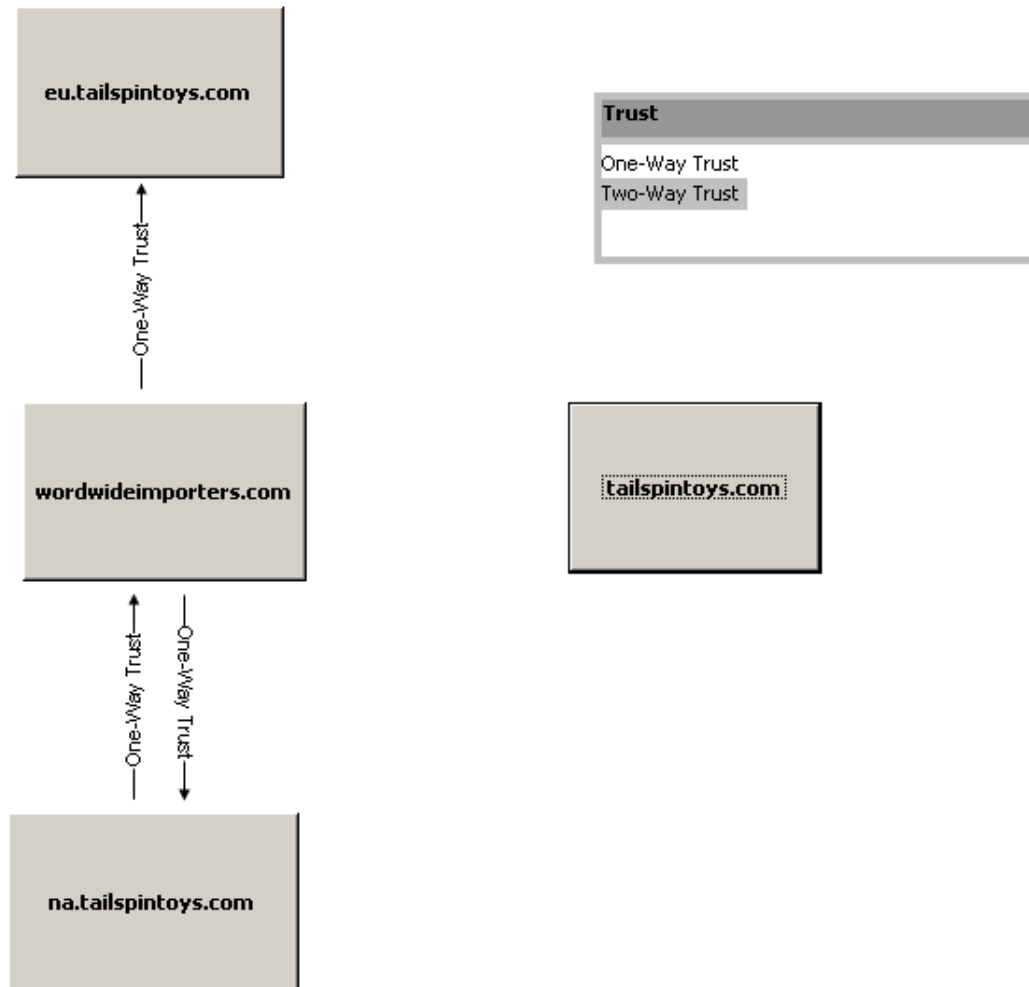 eu.tailspintoys.com
Trust
One-Way Trust
Two-Way Trust
One-Way Trust
wordwideimporters.com
tailspintoys.com
One-Way Trust
One-Way Trust
na.tailspintoys.com